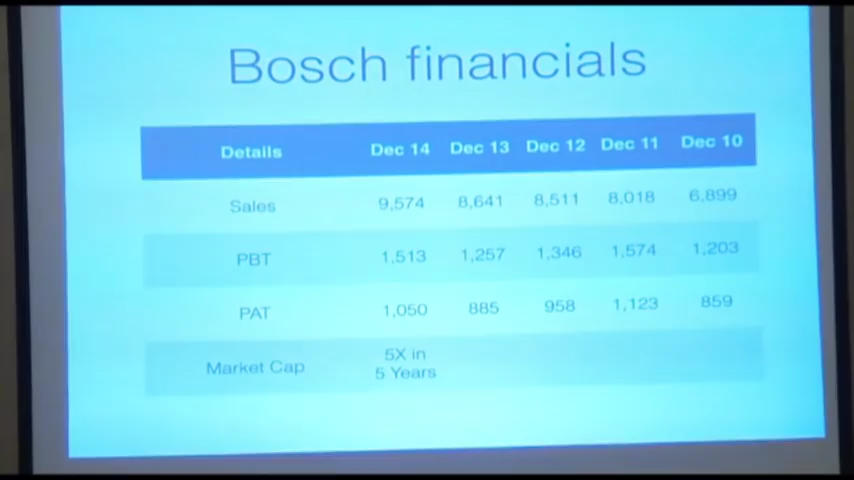 Bosch financials
Details Dec 14 Dec 13 Dec 12 Dec 11 Dec 10
Sales 9,574 8,641 8,511 8,018 6,899
PBT 1,513 1,257 1,346 1,574 1,203
PAT 1,050 885 958 1,123 859
Market Cap 5X in
5 Years